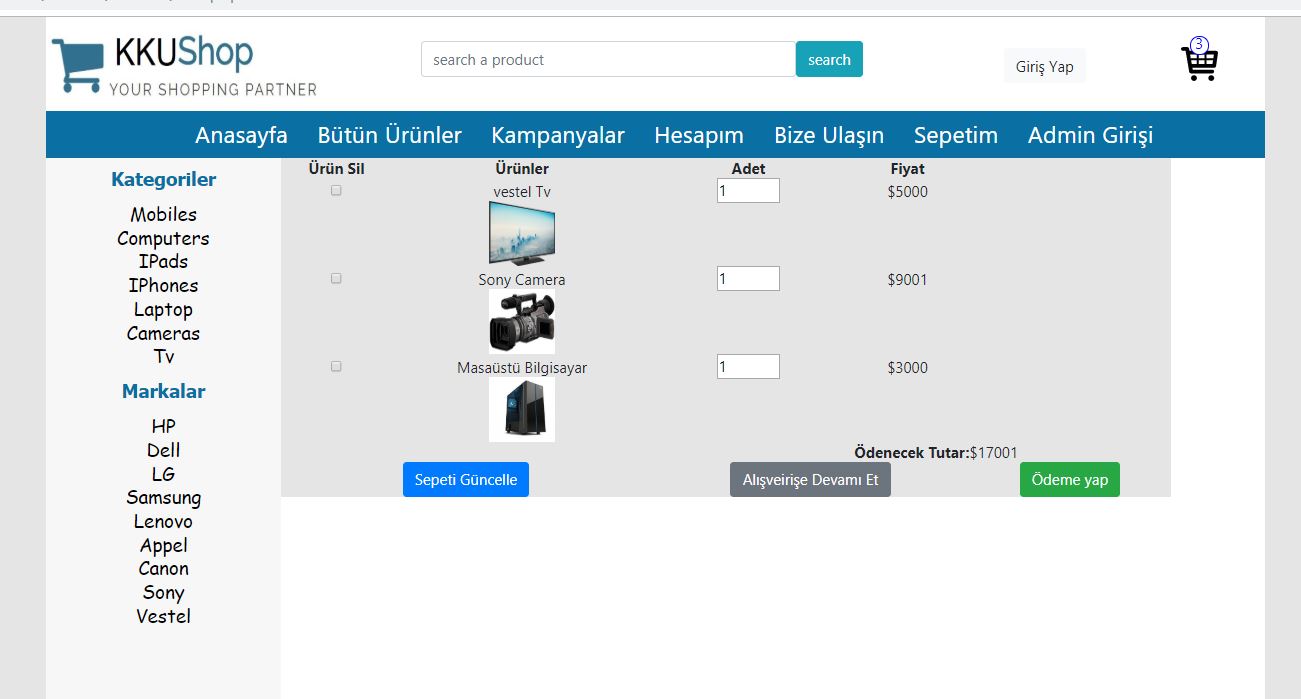 KKUShop
YOUR SHOPPING PARTNER
search a product
search
Giriş Yap
3
Anasayfa Bütün Ürünler Kampanyalar Hesapım Bize Ulaşın Sepetim Admin Girişi
Kategoriler
Mobiles
Computers
IPads
IPhones
Laptop
Cameras
Tv
Markalar
HP
Dell
LG
Samsung
Lenovo
Appel
Canon
Sony
Vestel
Ürün Sil Ürünler Adet Fiyat
vestel Tv 1 $5000
Sony Camera 1 $9001
Masaüstü Bilgisayar 1 $3000
Ödenecek Tutar:$17001
Sepeti Güncelle Alışveirişe Devamı Et Ödeme yap